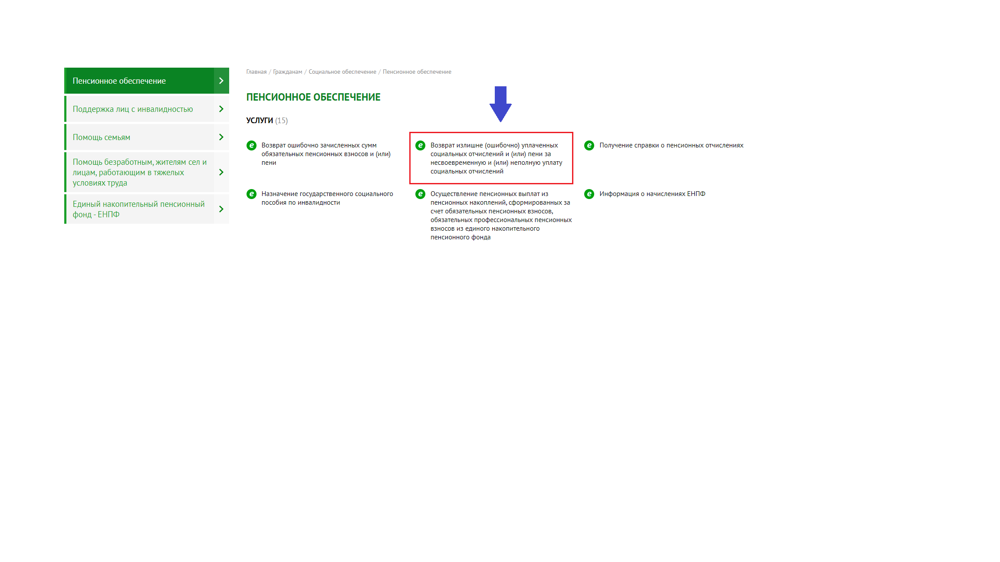 Пенсионное обеспечение
Поддержка лиц с инвалидностью
Помощь семьям
Помощь безработным, жителям сел и
лицам, работающим в тяжелых
условиях труда
Единый накопительный пенсионный
фонд - ЕНПФ
Главная / Гражданам / Социальное обеспечение / Пенсионное обеспечение
ПЕНСИОННОЕ ОБЕСПЕЧЕНИЕ
УСЛУГИ (15)
Возврат ошибочно зачисленных сумм
обязательных пенсионных взносов и (или)
пени
Возврат излишне (ошибочно) уплаченных
социальных отчислений и (или) пени за
несвоевременную и (или) неполную уплату
социальных отчислений
Получение справки о пенсионных отчислениях
Назначение государственного социального
пособия по инвалидности
Осуществление пенсионных выплат из
пенсионных накоплений, сформированных за
счет обязательных пенсионных взносов,
обязательных профессиональных пенсионных
взносов из единого накопительного
пенсионного фонда
Информация о начислениях ЕНПФ